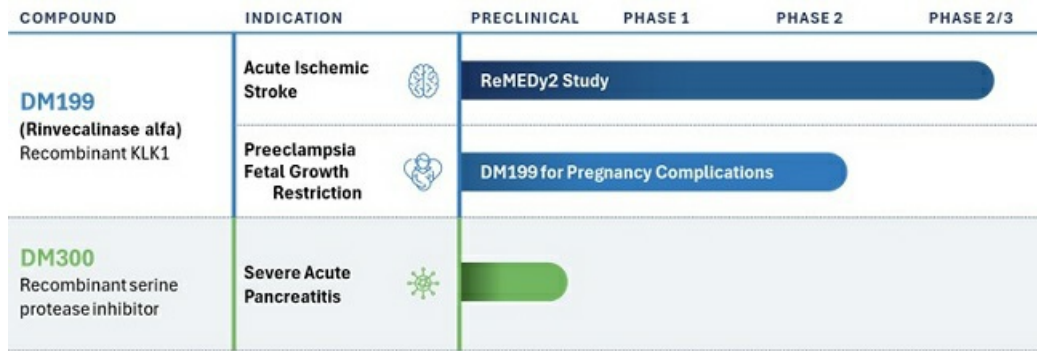 COMPOUND INDICATION PRECLINICAL PHASE 1 PHASE 2 PHASE 2/3
DM199
(Rinvecalinase alfa)
Recombinant KLK1
Acute Ischemic
Stroke
ReMEDy2 Study
Preeclampsia
Fetal Growth
Restriction
DM199 for Pregnancy Complications
DM300
Recombinant serine
protease inhibitor
Severe Acute
Pancreatitis